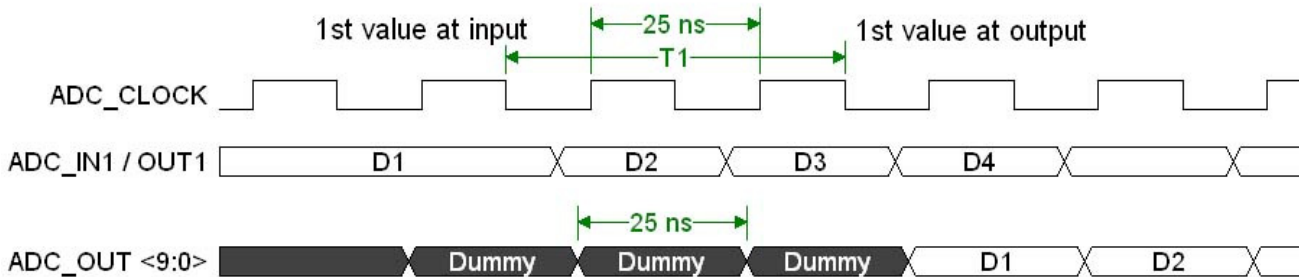 1st value at input
25 ns
1st value at output
T1
ADC_CLOCK
ADC_IN1 / OUT1 D1 D2 D3 D4
25 ns
ADC_OUT <9:0> Dummy Dummy Dummy D1 D2